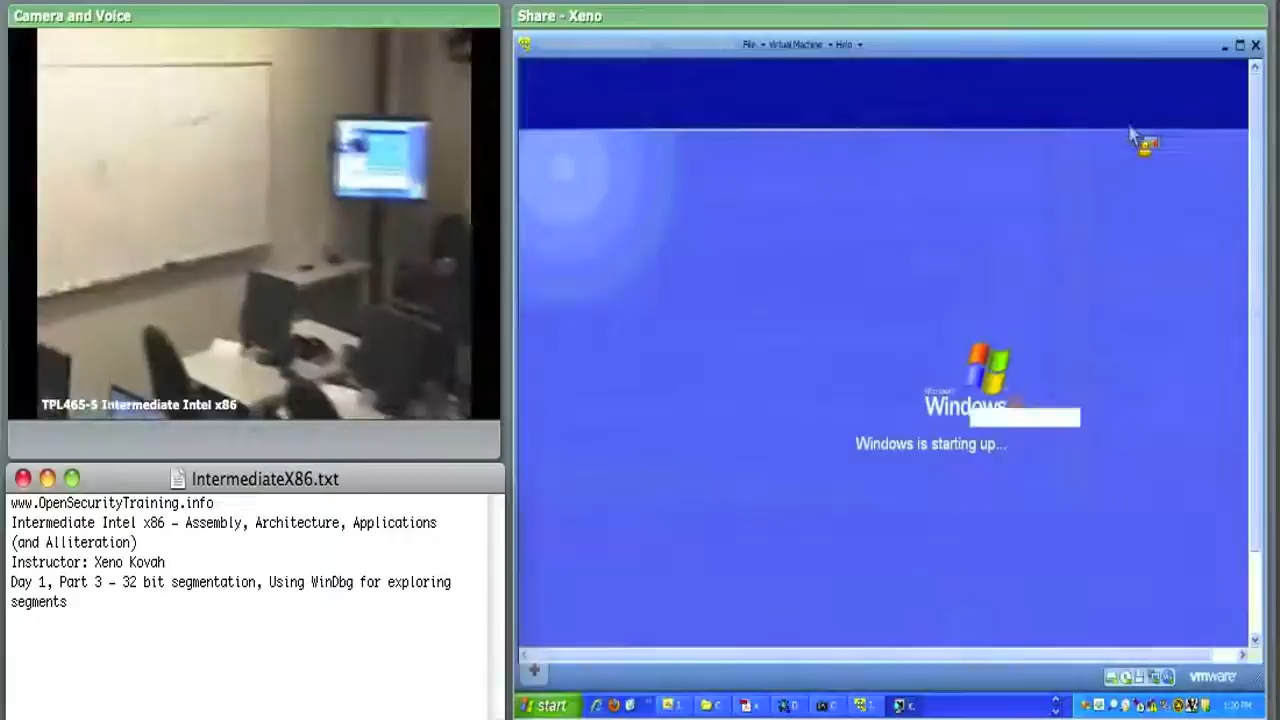 Camera and Voice
TPL465-S Intermediate Intel x86
IntermediateX86.txt
www.OpenSecurityTraining.info
Intermediate Intel x86 – Assembly, Architecture, Applications
(and Alliteration)
Instructor: Xeno Kovah
Day 1, Part 3 – 32 bit segmentation, Using WinDbg for exploring
segments
Share - Xeno
File Virtual Machine Help
Microsoft
Windows
Windows is starting up...
vmware
start